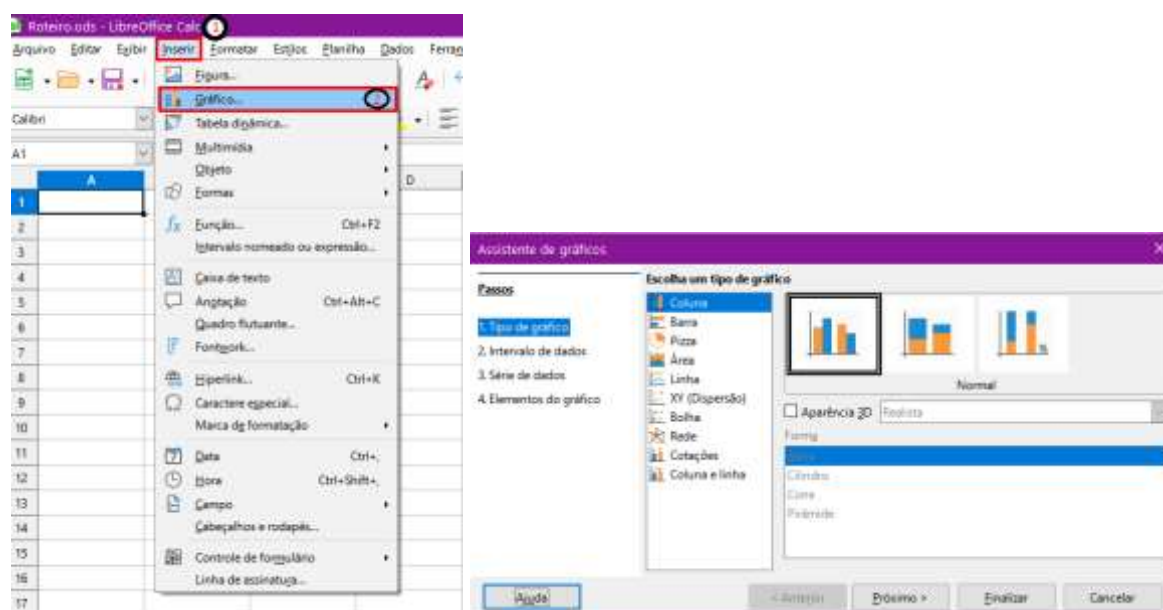 Roteiro.ods - LibreOffice Calc 1
Arquivo Editar Exibir Inserir Formatar Estilos Planilha Dados
Figura...
Gráfico... 2
Calibri
Tabela dinâmica...
A1
Multimídia
Objeto
A D
Formas
1
2 Função... Ctrl+F2
3 Intervalo nomeado ou expressão...
4 Caixa de texto
5 Anotação Ctrl+Alt+C
6 Quadro flutuante...
7 Fontwork...
8 Hiperlink... Ctrl+K
9 Caractere especial...
10 Marca de formatação
11 Data Ctrl+;
12 Hora Ctrl+Shift+;
13 Campo
14 Cabeçalhos e rodapés...
15 Controle de formulário
16 Linha de assinatura...
17
Assistente de gráficos
Passos
1. Tipo de gráfico
2. Intervalo de dados
3. Série de dados
4. Elementos do gráfico
Escolha um tipo de gráfico
Coluna
Barra
Pizza
Área
Linha
XY (Dispersão)
Bolha
Rede
Cotações
Coluna e linha
Normal
Aparência 3D Realista
Forma
Cilindro
Cone
Pirâmide
Ajuda < Anterior Próximo > Finalizar Cancelar